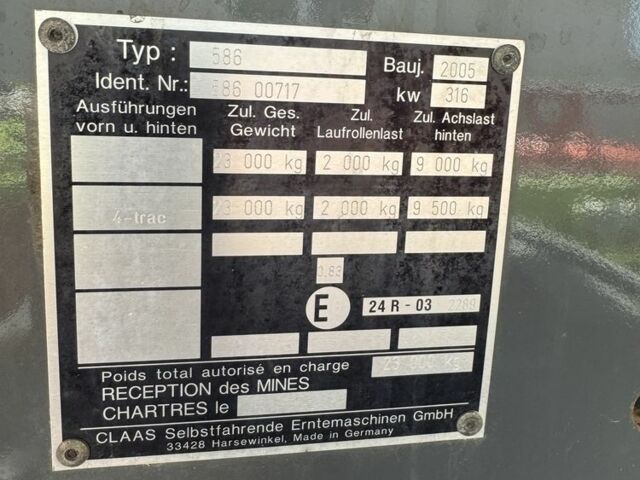 Typ : 586
Bauj. 2005
Ident. Nr.: 586 00717
kw 316
Ausführungen vorn u. hinten
Zul. Ges. Gewicht
Zul. Laufrollenlast
Zul. Achslast hinten
23 000 kg 2 000 kg 9 000 kg
4-trac 23 000 kg 2 000 kg 9 500 kg
0.83
E 24 R - 03 2289
Poids total autorisé en charge 23 kg
RECEPTION des MINES
CHARTRES le
CLAAS Selbstfahrende Erntemaschinen GmbH
33428 Harsewinkel, Made in Germany